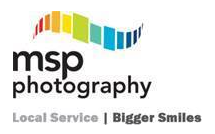 msp
photography
Local Service | Bigger Smiles